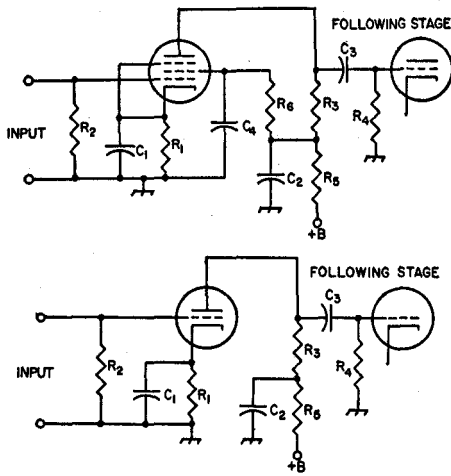 FOLLOWING STAGE
C3
R6
R3
R4
INPUT
R2
C1
R1
C4
C2
R5
+B
FOLLOWING STAGE
C3
R3
R4
INPUT
R2
C1
R1
C2
R5
+B